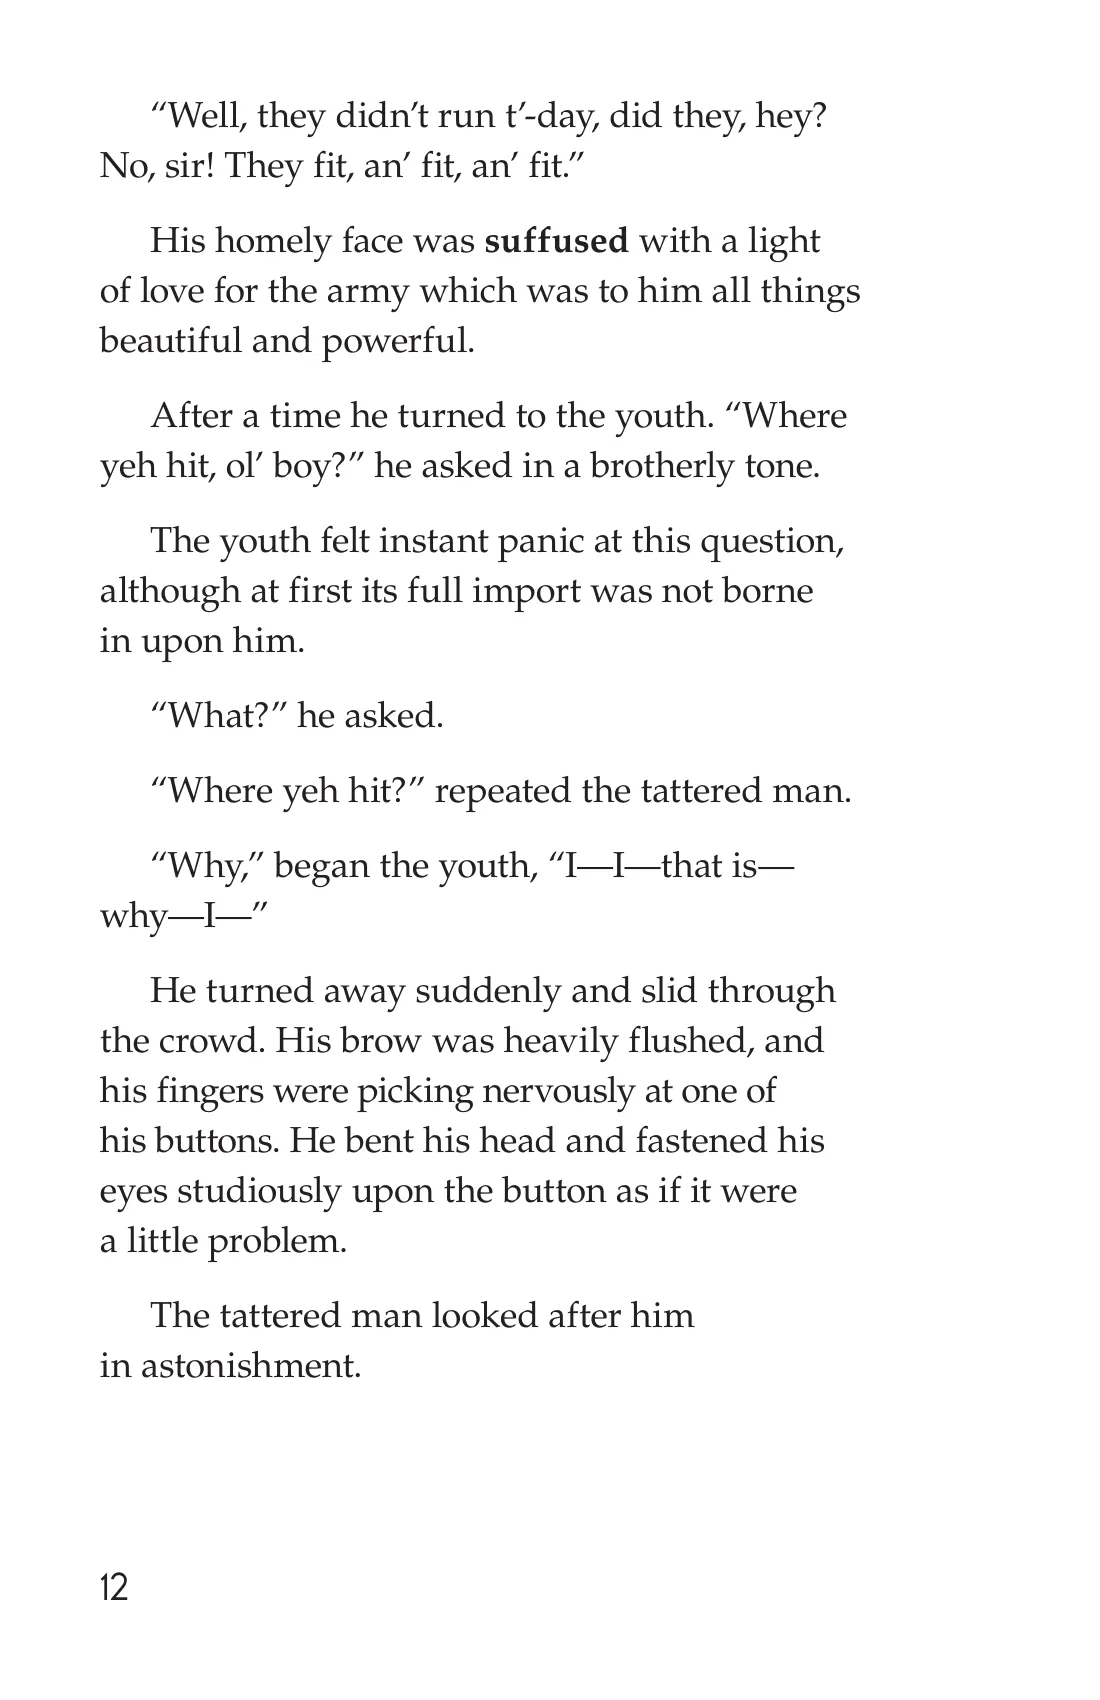 “Well, they didn’t run t’-day, did they, hey?
No, sir! They fit, an’ fit, an’ fit.”
His homely face was suffused with a light
of love for the army which was to him all things
beautiful and powerful.
After a time he turned to the youth. “Where
yeh hit, ol’ boy?” he asked in a brotherly tone.
The youth felt instant panic at this question,
although at first its full import was not borne
in upon him.
“What?” he asked.
“Where yeh hit?” repeated the tattered man.
“Why,” began the youth, “I—I—that is—
why—I—”
He turned away suddenly and slid through
the crowd. His brow was heavily flushed, and
his fingers were picking nervously at one of
his buttons. He bent his head and fastened his
eyes studiously upon the button as if it were
a little problem.
The tattered man looked after him
in astonishment.
12